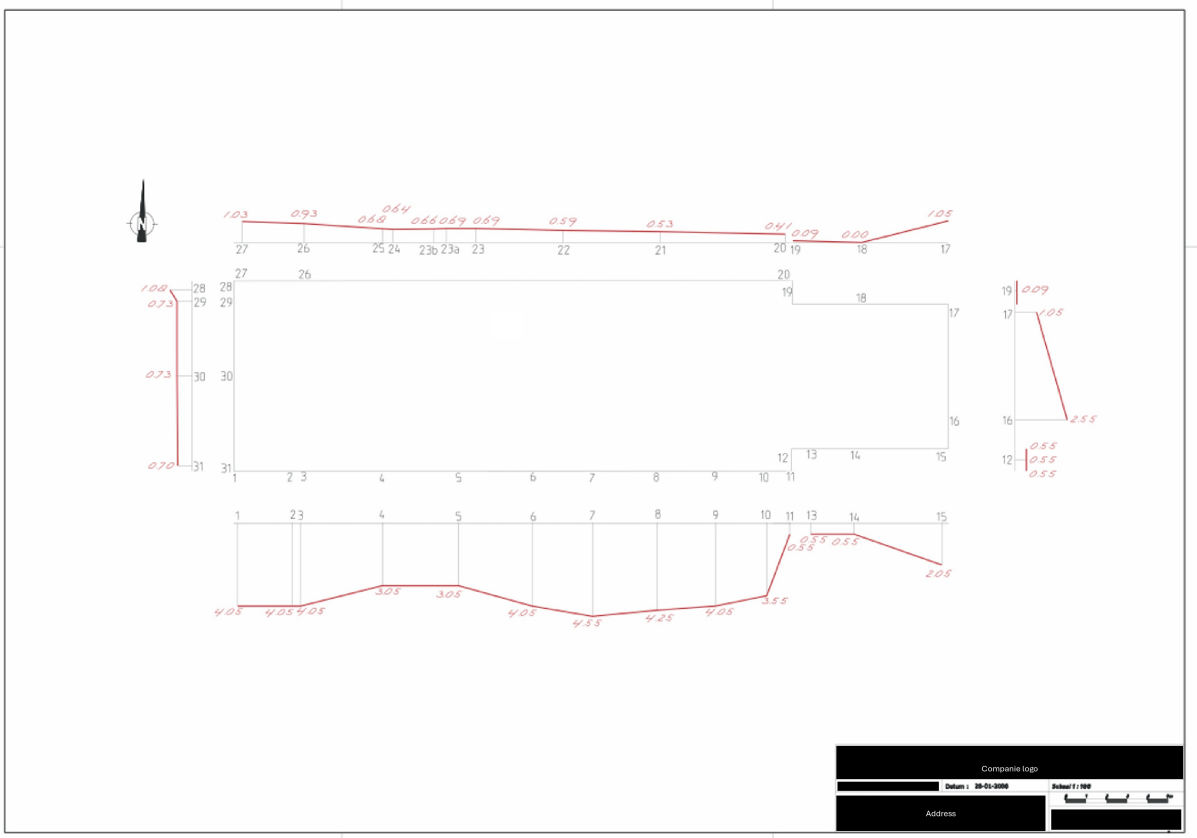 1.03 0.93 0.68 0.64 0.66 0.69 0.69 0.59 0.53 0.41 0.09 0.00 1.05
N
27 26 25 24 23b 23a 23 22 21 20 19 18 17
27 26 20
1.08 28 28 19 18 19 0.09
0.73 29 29 17 17 1.05
0.73 30 30
16 16 2.55
12 13 14 15 0.55
12 0.55
0.70 31 31 0.55
1 2 3 4 5 6 7 8 9 10 11
1 2 3 4 5 6 7 8 9 10 11 13 14 15
0.55 0.55 0.55
2.05
4.05 4.05 4.05 3.05 3.05 4.05 4.55 4.25 4.05 3.55
Companie logo
Datum : Schaal 1 : 100
Address